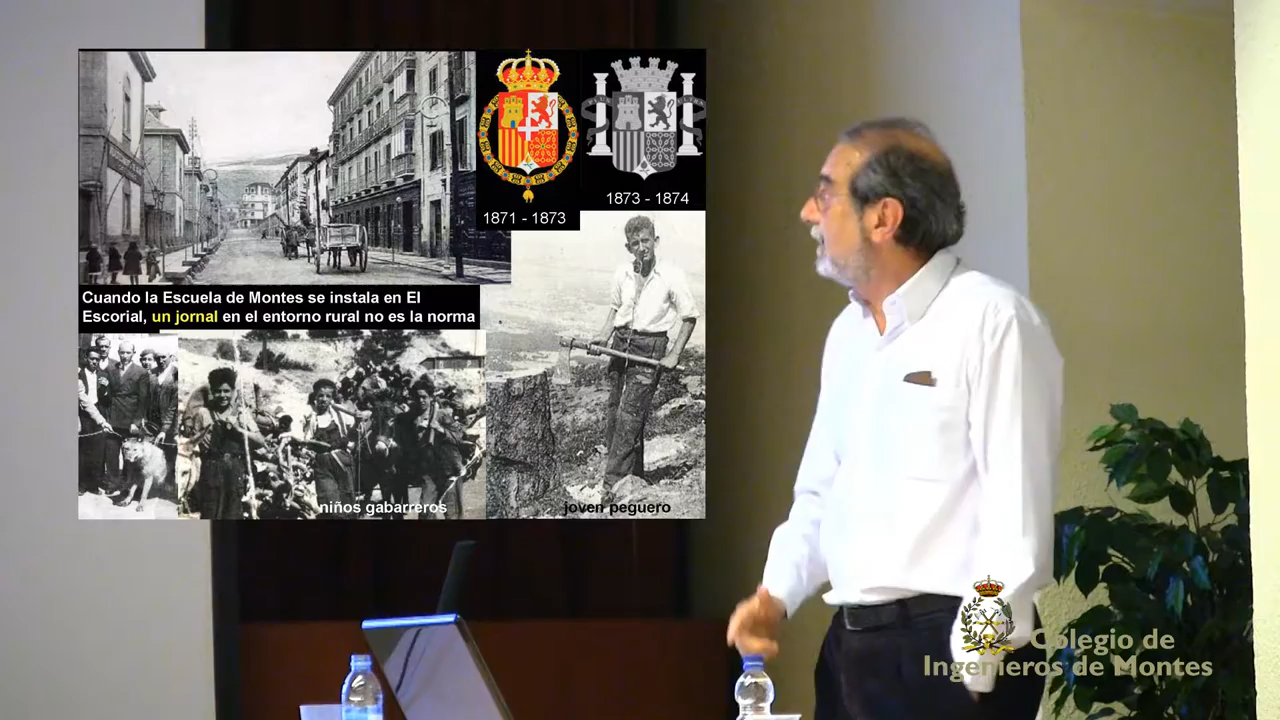 1871 - 1873
1873 - 1874
Cuando la Escuela de Montes se instala en El
Escorial, un jornal en el entorno rural no es la norma
niños gabarreros
joven peguero
Colegio de
Ingenieros de Montes